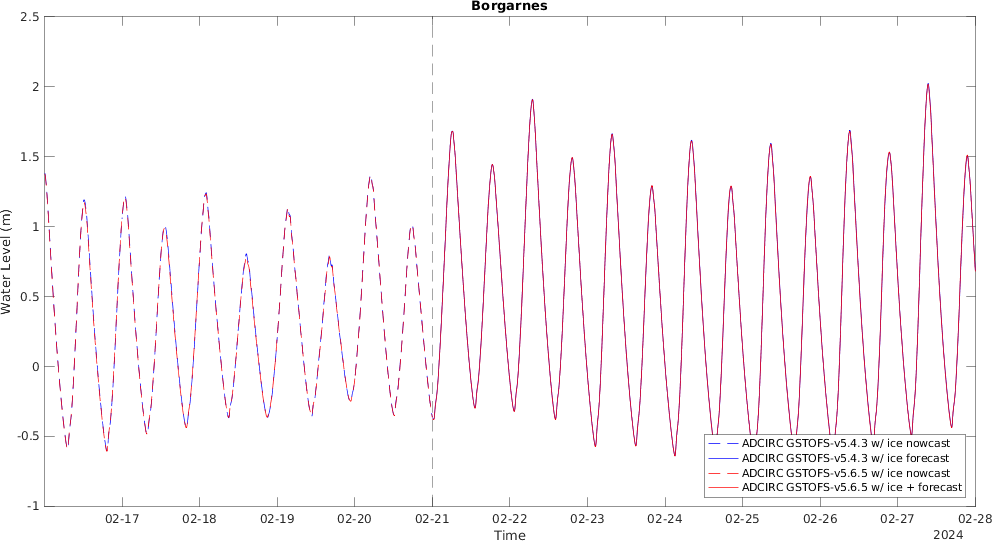 Borgarnes
2.5
2
1.5
1
0.5
0
-0.5
-1
Water Level (m)
ADCIRC GSTOFS-v5.4.3 w/ ice nowcast
ADCIRC GSTOFS-v5.4.3 w/ ice forecast
ADCIRC GSTOFS-v5.6.5 w/ ice nowcast
ADCIRC GSTOFS-v5.6.5 w/ ice + forecast
02-17 02-18 02-19 02-20 02-21 02-22 02-23 02-24 02-25 02-26 02-27 02-28
Time
2024